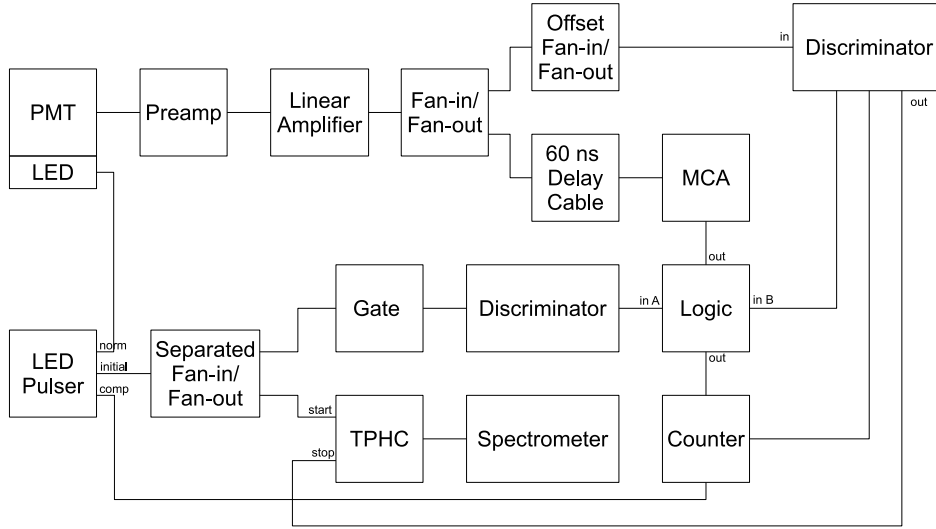 Offset
Fan-in/
Fan-out
in
Discriminator
out
PMT
LED
Preamp
Linear
Amplifier
Fan-in/
Fan-out
60 ns
Delay
Cable
MCA
out
Gate
Discriminator
in A
Logic
in B
out
LED
Pulser
norm
initial
comp
Separated
Fan-in/
Fan-out
start
stop
TPHC
Spectrometer
Counter